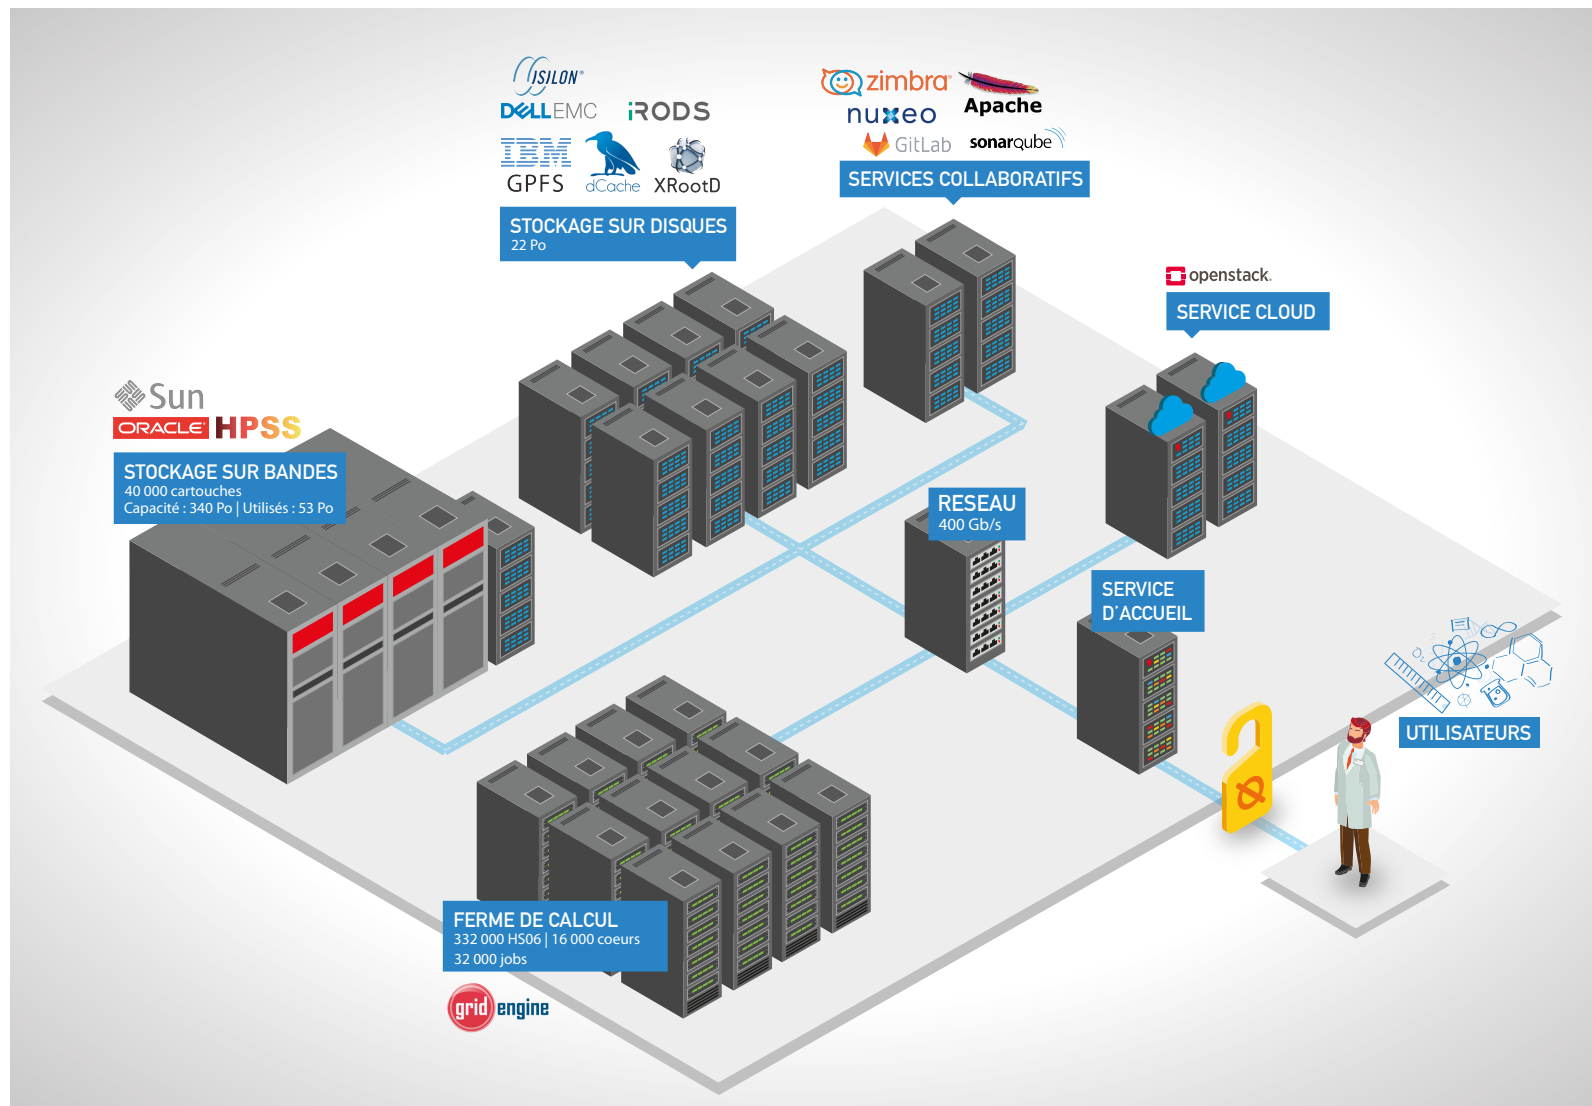 ISILON®
DELLEMC
iRODS
IBM
GPFS
dCache
XRootD
STOCKAGE SUR DISQUES
22 Po
zimbra®
Apache
nuxeo
GitLab
sonarqube
SERVICES COLLABORATIFS
openstack.
SERVICE CLOUD
Sun
ORACLE®
HPSS
STOCKAGE SUR BANDES
40 000 cartouches
Capacité : 340 Po | Utilisés : 53 Po
RESEAU
400 Gb/s
SERVICE
D'ACCUEIL
O₂
UTILISATEURS
FERME DE CALCUL
332 000 HS06 | 16 000 coeurs
32 000 jobs
grid engine